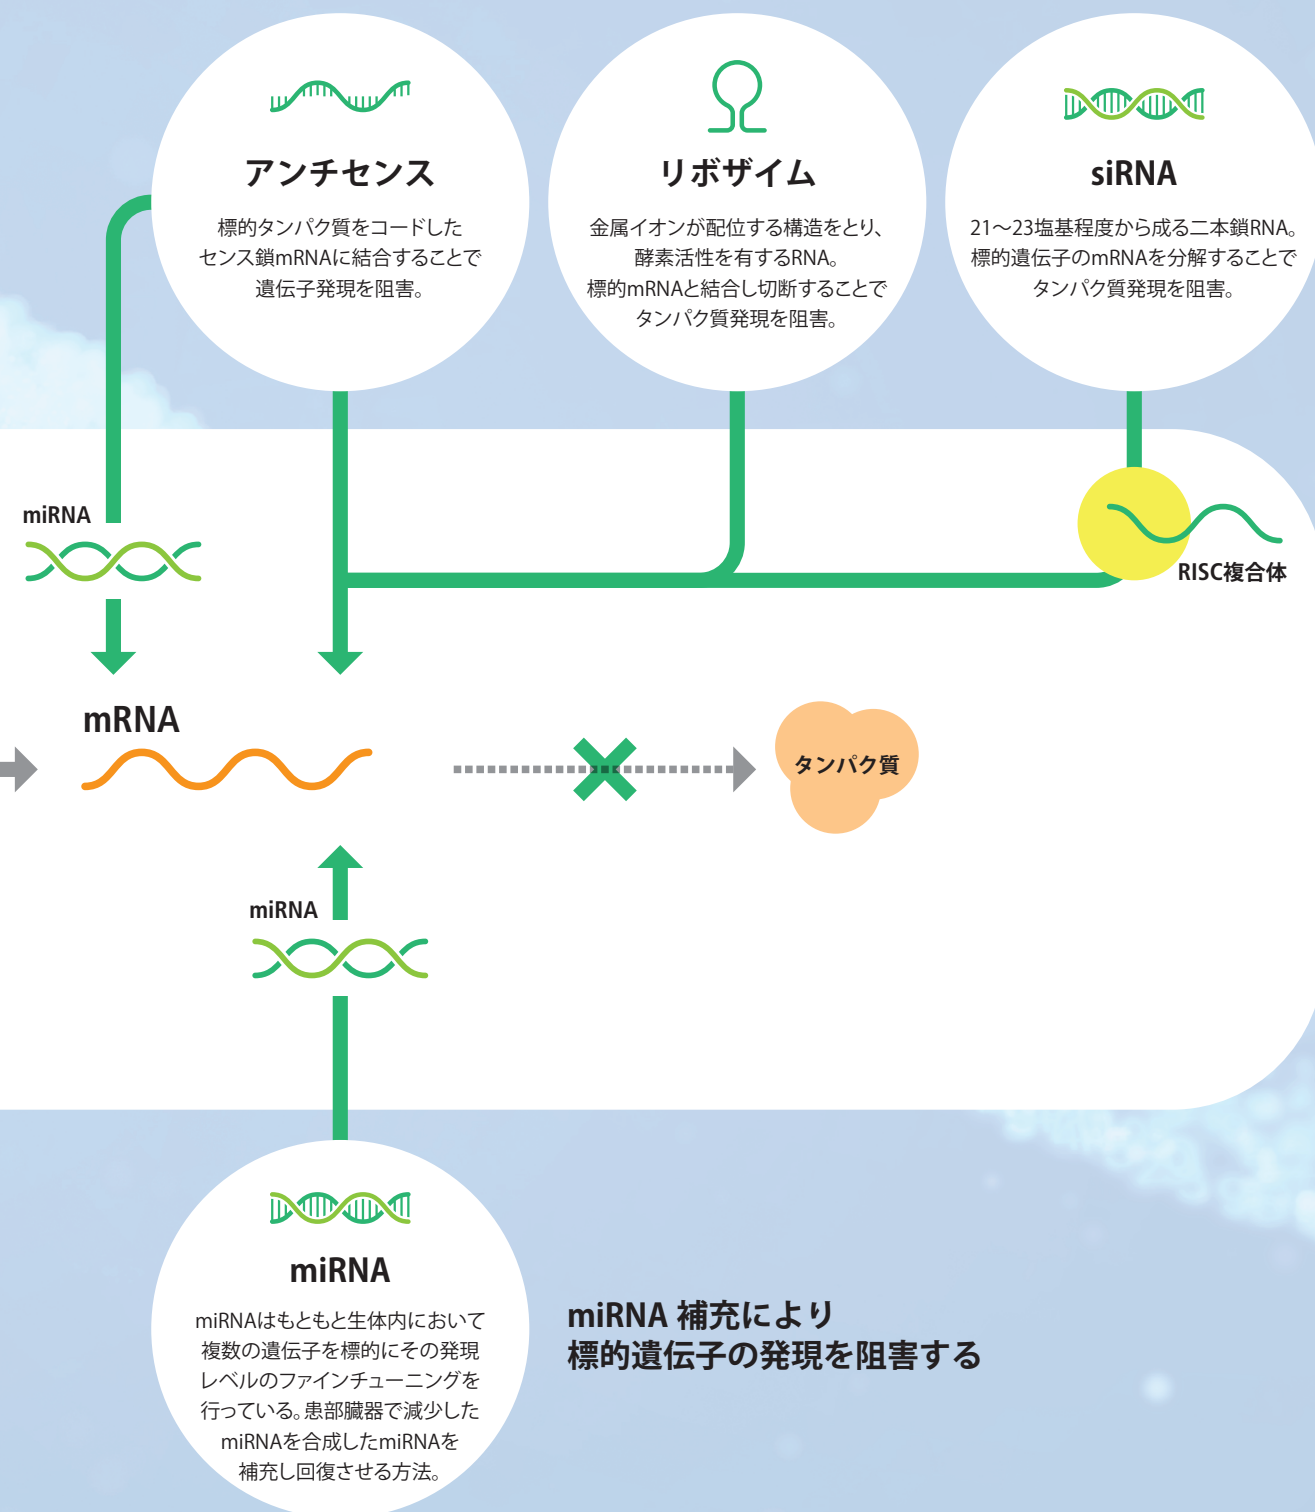 アンチセンス
標的タンパク質をコードした
センス鎖mRNAに結合することで
遺伝子発現を阻害。
リボザイム
金属イオンが配位する構造をとり、
酵素活性を有するRNA。
標的mRNAと結合し切断することで
タンパク質発現を阻害。
siRNA
21〜23塩基程度から成る二本鎖RNA。
標的遺伝子のmRNAを分解することで
タンパク質発現を阻害。
miRNA
RISC複合体
mRNA
タンパク質
miRNA
miRNA
miRNAはもともと生体内において
複数の遺伝子を標的にその発現
レベルのファインチューニングを
行っている。患部臓器で減少した
miRNAを合成したmiRNAを
補充し回復させる方法。
miRNA 補充により
標的遺伝子の発現を阻害する